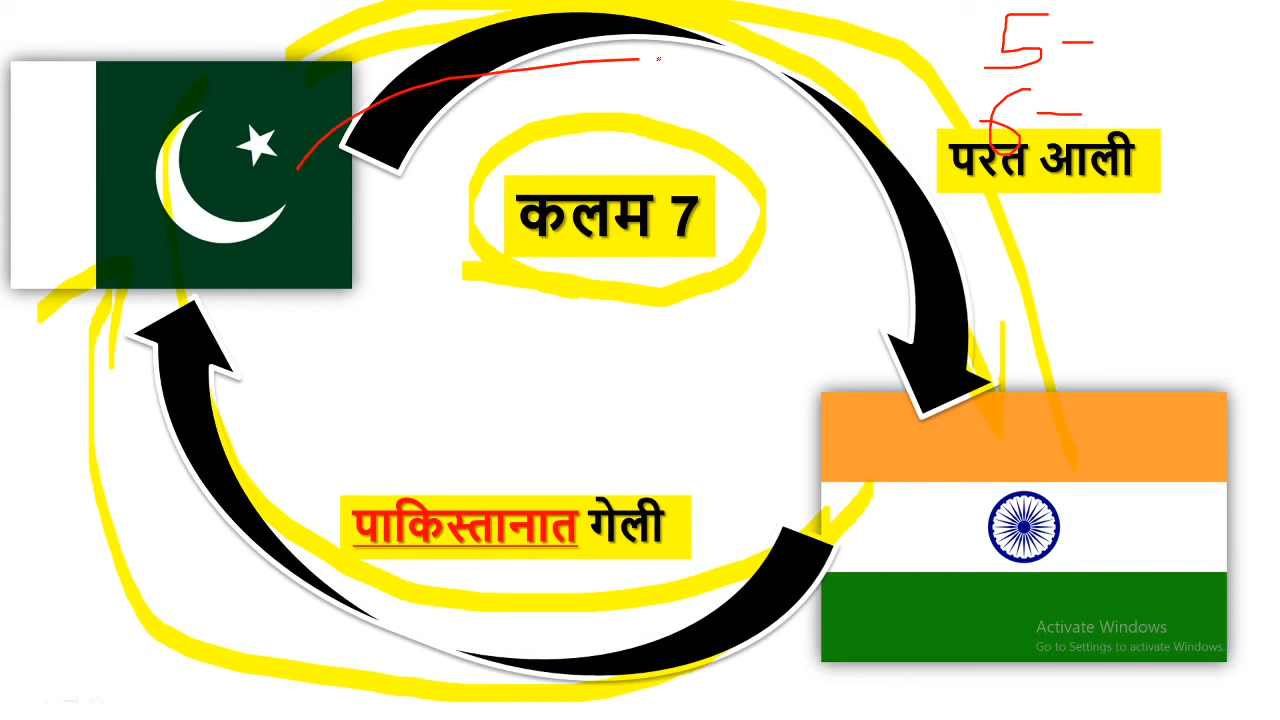 5 -
6 -
परत आली
कलम 7
पाकिस्तानात गेली
Activate Windows
Go to Settings to activate Windows.